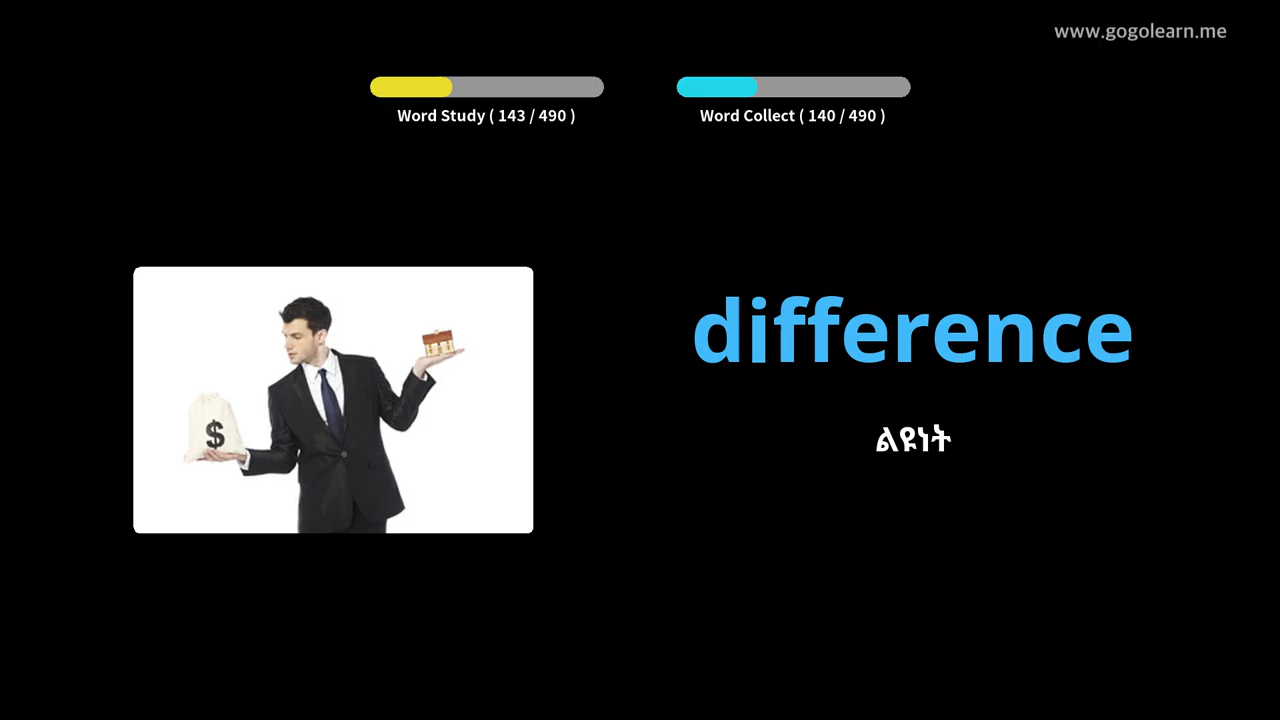 www.gogolearn.me
Word Study ( 143 / 490 )
Word Collect ( 140 / 490 )
$
difference
ልዩነት